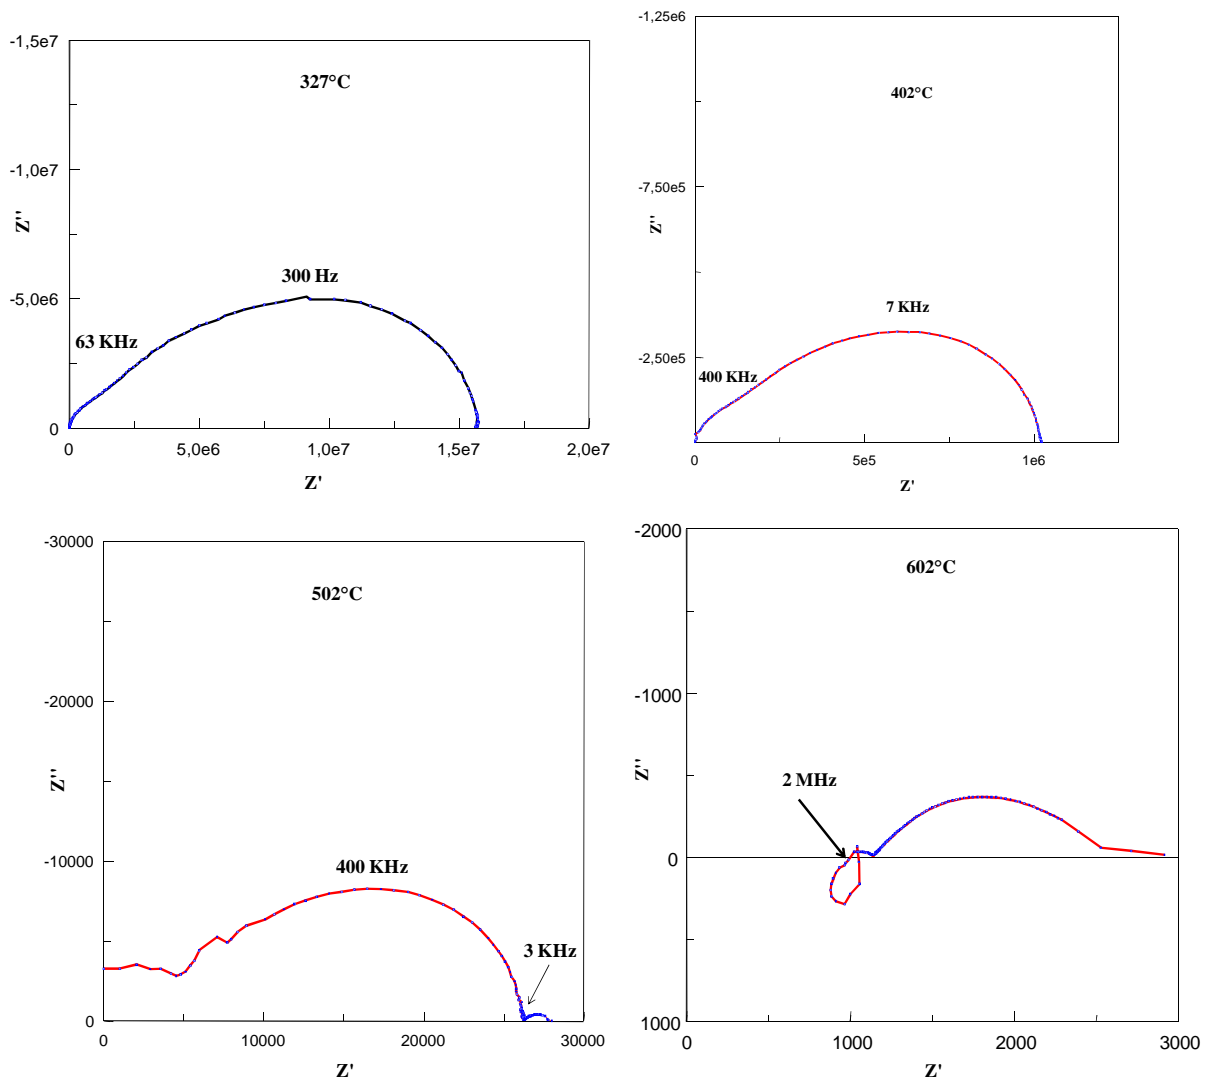 -1,5e7
327°C
-1,0e7
Z''
300 Hz
-5,0e6
63 KHz
0
0 5,0e6 1,0e7 1,5e7 2,0e7
Z'
-1,25e6
402°C
-7,50e5
Z''
7 KHz
-2,50e5
400 KHz
0 5e5 1e6
Z'
-30000
502°C
-20000
Z''
-10000
400 KHz
3 KHz
0
0 10000 20000 30000
Z'
-2000
602°C
-1000
Z''
2 MHz
0
1000
0 1000 2000 3000
Z'